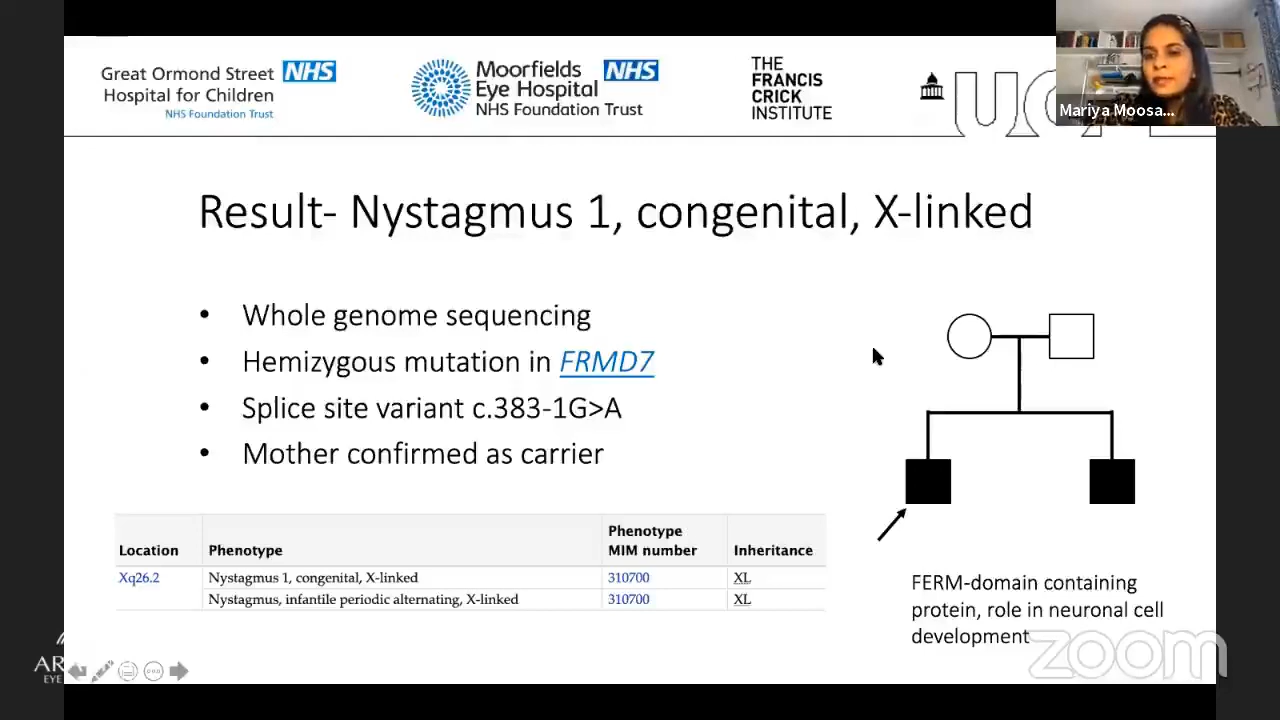 Great Ormond Street NHS
Hospital for Children
NHS Foundation Trust
Moorfields NHS
Eye Hospital
NHS Foundation Trust
THE
FRANCIS
CRICK
INSTITUTE
Mariya Moosa...
Result- Nystagmus 1, congenital, X-linked
• Whole genome sequencing
• Hemizygous mutation in FRMD7
• Splice site variant c.383-1G>A
• Mother confirmed as carrier
Location Phenotype Phenotype MIM number Inheritance
Xq26.2 Nystagmus 1, congenital, X-linked 310700 XL
Nystagmus, infantile periodic alternating, X-linked 310700 XL
FERM-domain containing
protein, role in neuronal cell
development
zoom